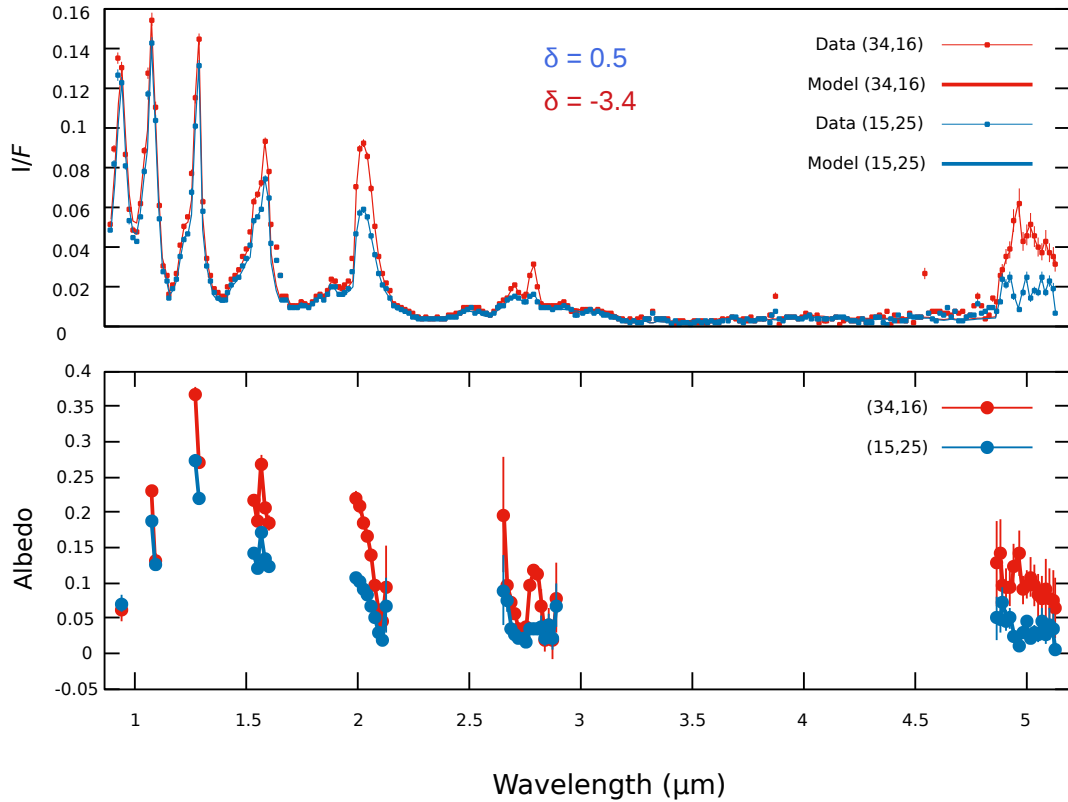 0.16
0.14
0.12
0.1
0.08
0.06
0.04
0.02
0
I/F
δ = 0.5
δ = -3.4
Data (34,16)
Model (34,16)
Data (15,25)
Model (15,25)
0.4
0.35
0.3
0.25
0.2
0.15
0.1
0.05
0
-0.05
Albedo
(34,16)
(15,25)
1 1.5 2 2.5 3 3.5 4 4.5 5
Wavelength (μm)